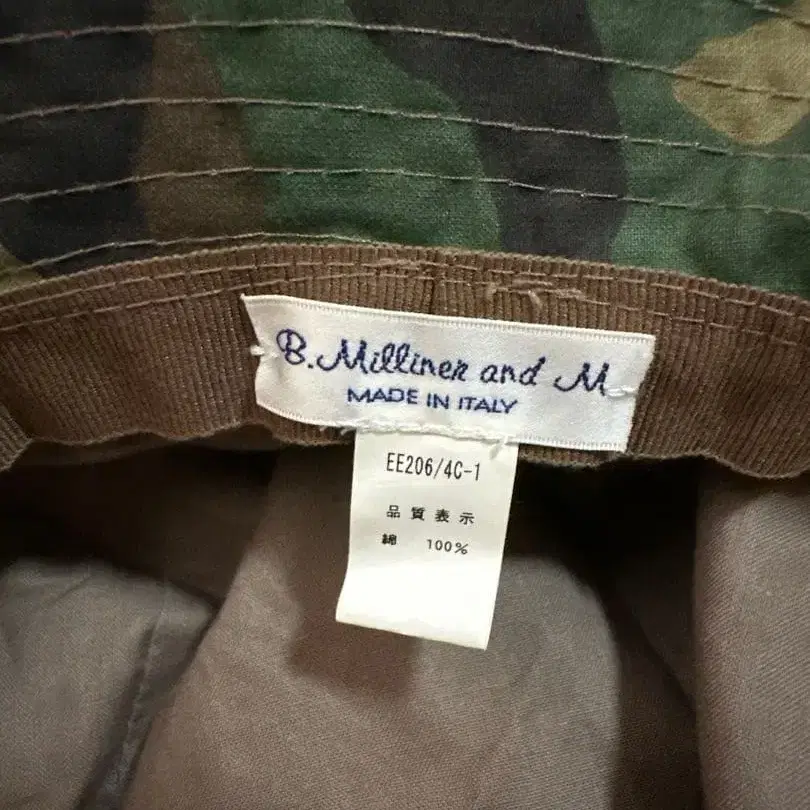 B. Milliner and M
MADE IN ITALY
EE206/4C-1
品質表示
綿 100%